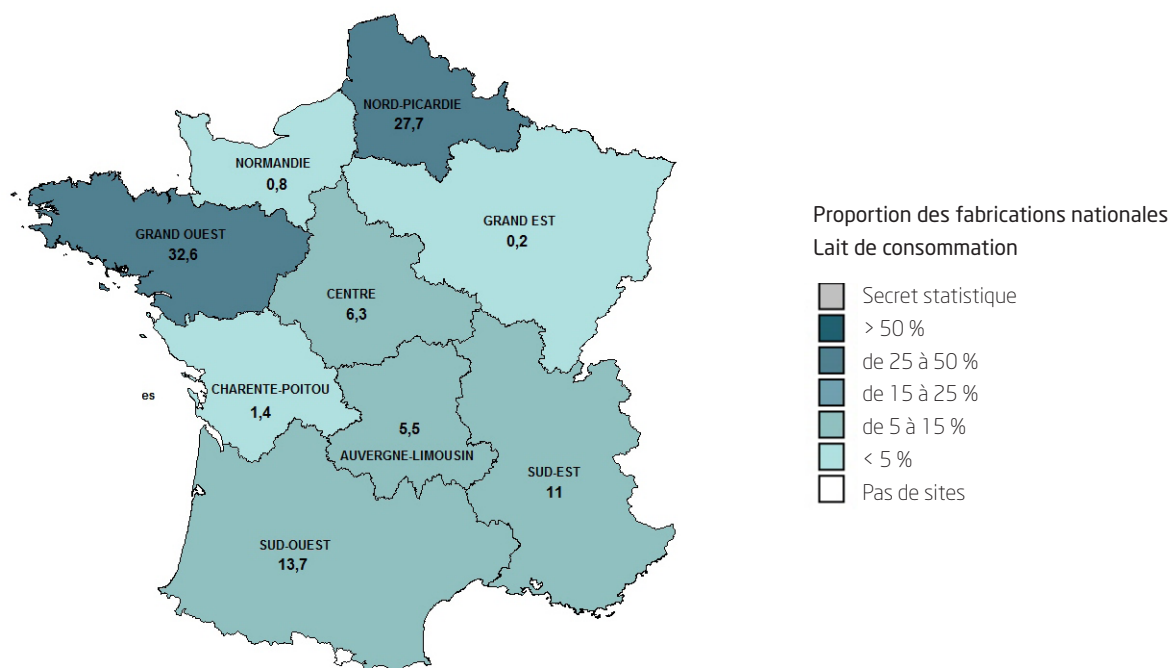 NORD-PICARDIE
27,7
NORMANDIE
0,8
GRAND EST
0,2
GRAND OUEST
32,6
CENTRE
6,3
CHARENTE-POITOU
1,4
es
5,5
AUVERGNE-LIMOUSIN
SUD-EST
11
SUD-OUEST
13,7
Proportion des fabrications nationales
Lait de consommation
Secret statistique
> 50 %
de 25 à 50 %
de 15 à 25 %
de 5 à 15 %
< 5 %
Pas de sites